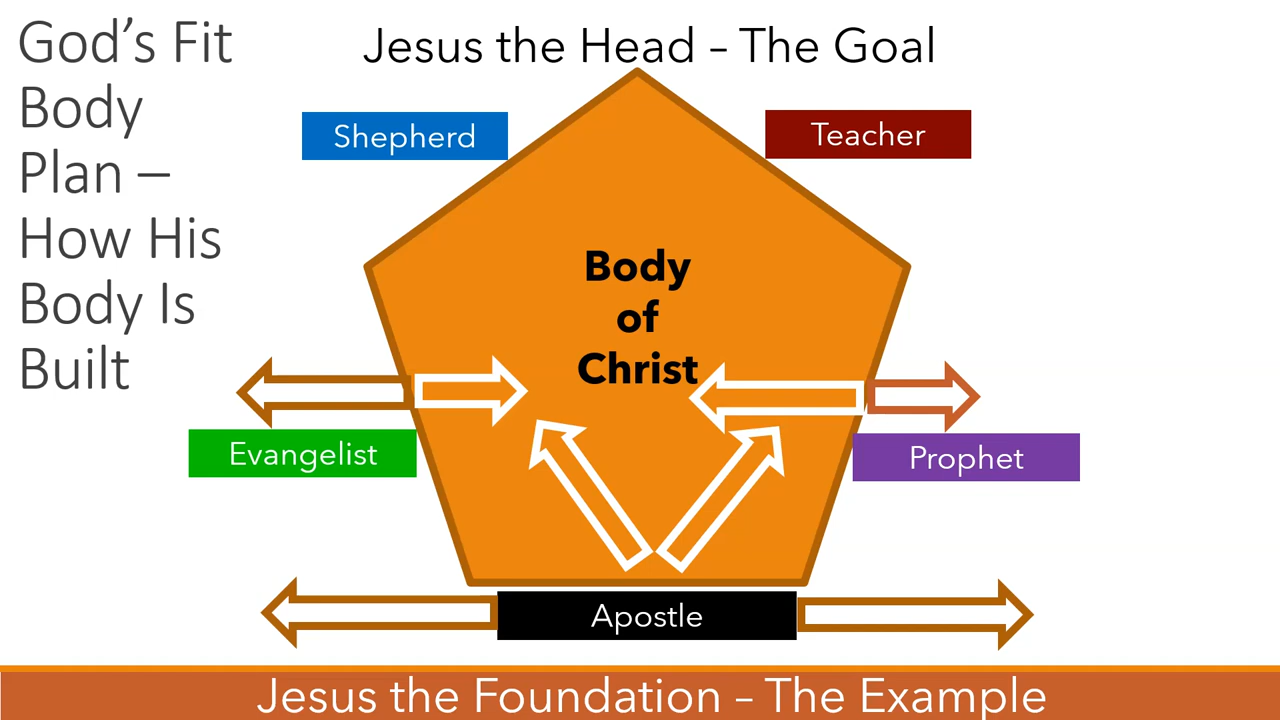 God’s Fit
Body
Plan –
How His
Body Is
Built
Jesus the Head – The Goal
Shepherd
Teacher
Body
of
Christ
Evangelist
Prophet
Apostle
Jesus the Foundation – The Example